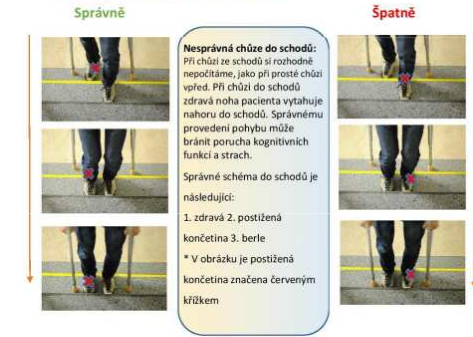 Správně
Špatně
Nesprávná chůze do schodů:
Při chůzi ze schodů si rozhodně
nepočítáme, jako při prosté chůzi
vpřed. Při chůzi do schodů
zdravá noha pacienta vytahuje
nahoru do schodů. Správnému
provedení pohybu může
bránit porucha kognitivních
funkcí a strach.
Správné schéma do schodů je
následující:
1. zdravá 2. postižená
končetina 3. berle
* V obrázku je postižená
končetina značena červeným
křížkem